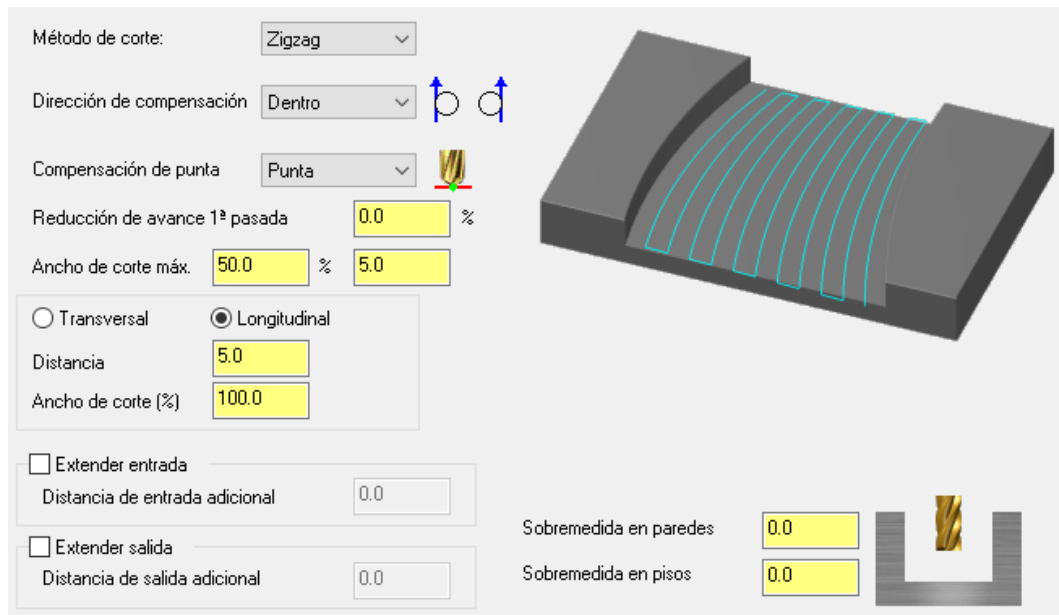 Método de corte: Zigzag
Dirección de compensación Dentro
Compensación de punta Punta
Reducción de avance 1ª pasada 0.0 %
Ancho de corte máx. 50.0 % 5.0
Transversal Longitudinal
Distancia 5.0
Ancho de corte (%) 100.0
Extender entrada
Distancia de entrada adicional 0.0
Extender salida
Distancia de salida adicional 0.0
Sobremedida en paredes 0.0
Sobremedida en pisos 0.0